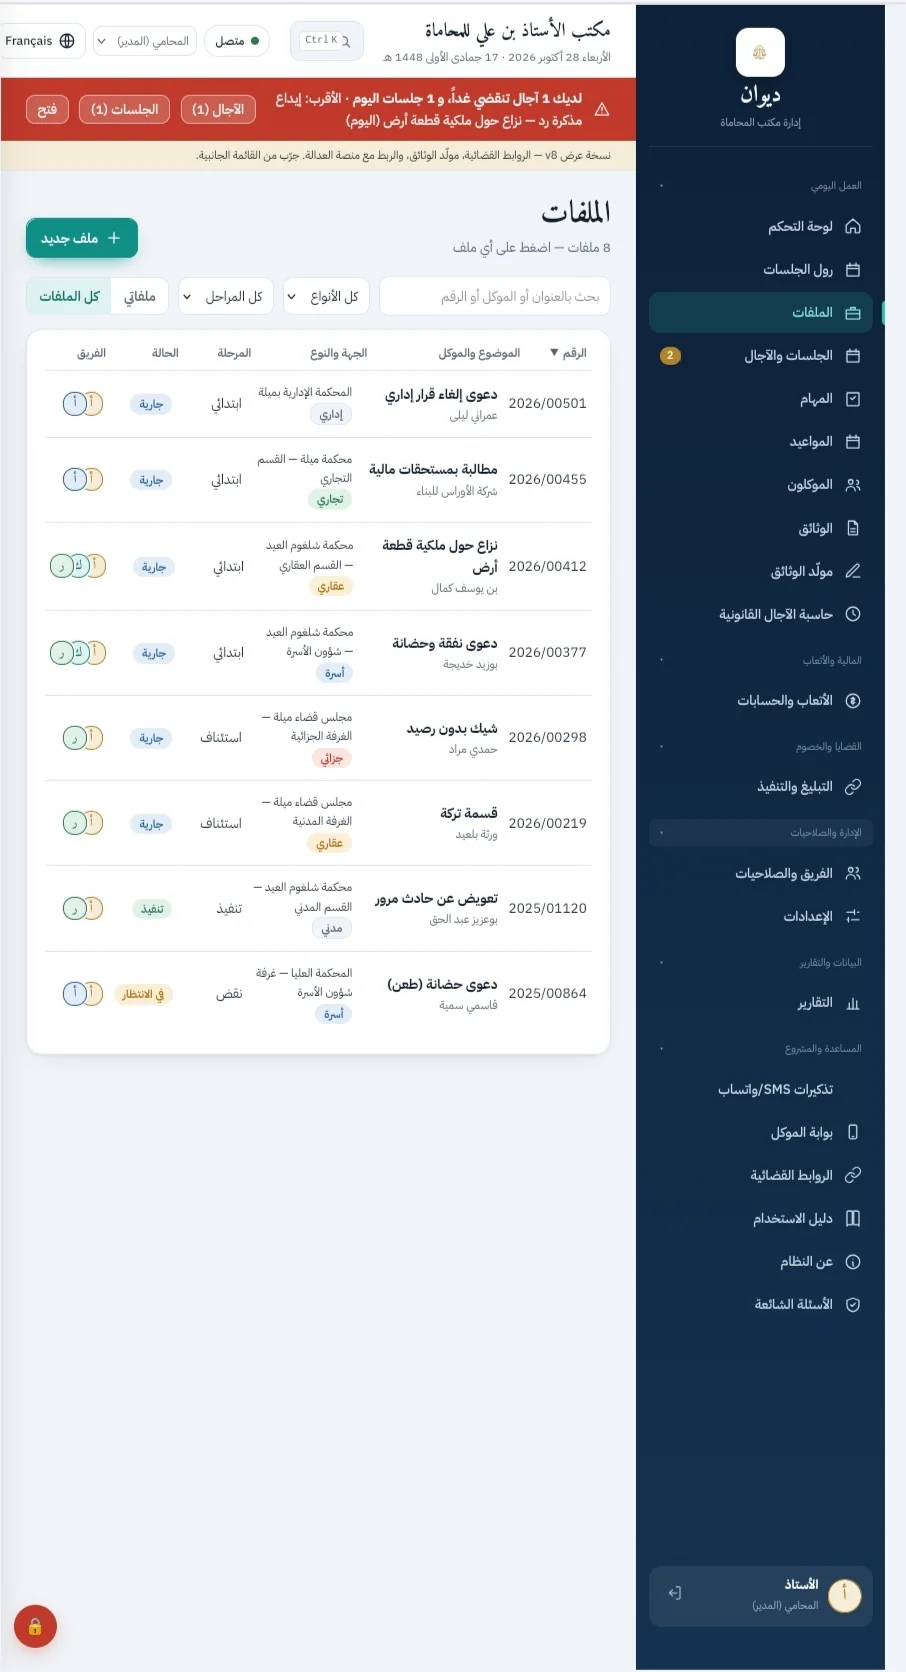 ديوان
إدارة مكتب المحاماة
العمل اليومي
لوحة التحكم
رول الجلسات
الملفات
الجلسات والآجال 2
المهام
المواعيد
الموكلون
الوثائق
مولّد الوثائق
حاسبة الآجال القانونية
المالية والأتعاب
الأتعاب والحسابات
القضايا والخصوم
التبليغ والتنفيذ
الإدارة والصلاحيات
الفريق والصلاحيات
الإعدادات
البيانات والتقارير
التقارير
المساعدة والمشروع
تذكيرات SMS/واتساب
بوابة الموكل
الروابط القضائية
دليل الاستخدام
عن النظام
الأسئلة الشائعة
أ
الأستاذ
المحامي (المدير)
مكتب الأستاذ بن علي للمحاماة
الأربعاء 28 أكتوبر 2026 · 17 جمادى الأولى 1448 هـ
Ctrl K
متصل
المحامي (المدير)
Français
لديك 1 آجال تنقضي غداً، و 1 جلسات اليوم · الأقرب: إيداع
مذكرة رد — نزاع حول ملكية قطعة أرض (اليوم)
الآجال (1)
الجلسات (1)
فتح
نسخة عرض v8 — الروابط القضائية، مولّد الوثائق، والربط مع منصة العدالة. جرّب من القائمة الجانبية.
الملفات
8 ملفات — اضغط على أي ملف
+ ملف جديد
بحث بالعنوان أو الموكل أو الرقم
كل الأنواع
كل المراحل
ملفاتي
كل الملفات
الرقم ▼ الموضوع والموكل الجهة والنوع المرحلة الحالة الفريق
2026/00501
دعوى إلغاء قرار إداري
عمراني ليلى
المحكمة الإدارية بميلة
إداري
ابتدائي
جارية
أ أ
2026/00455
مطالبة بمستحقات مالية
شركة الأوراس للبناء
محكمة ميلة — القسم
التجاري
تجاري
ابتدائي
جارية
أ أ
2026/00412
نزاع حول ملكية قطعة
أرض
بن يوسف كمال
محكمة شلغوم العيد
— القسم العقاري
عقاري
ابتدائي
جارية
أ ك ر
2026/00377
دعوى نفقة وحضانة
بوزيد خديجة
محكمة شلغوم العيد
— شؤون الأسرة
أسرة
ابتدائي
جارية
أ ك ر
2026/00298
شيك بدون رصيد
حمدي مراد
مجلس قضاء ميلة —
الغرفة الجزائية
جزائي
استئناف
جارية
أ ر
2026/00219
قسمة تركة
ورثة بلعيد
مجلس قضاء ميلة —
الغرفة المدنية
عقاري
استئناف
جارية
أ ر
2025/01120
تعويض عن حادث مرور
بوعزيز عبد الحق
محكمة شلغوم العيد —
القسم المدني
مدني
تنفيذ
تنفيذ
أ ر
2025/00864
دعوى حضانة (طعن)
قاسمي سمية
المحكمة العليا — غرفة
شؤون الأسرة
أسرة
نقض
في الانتظار
أ أ